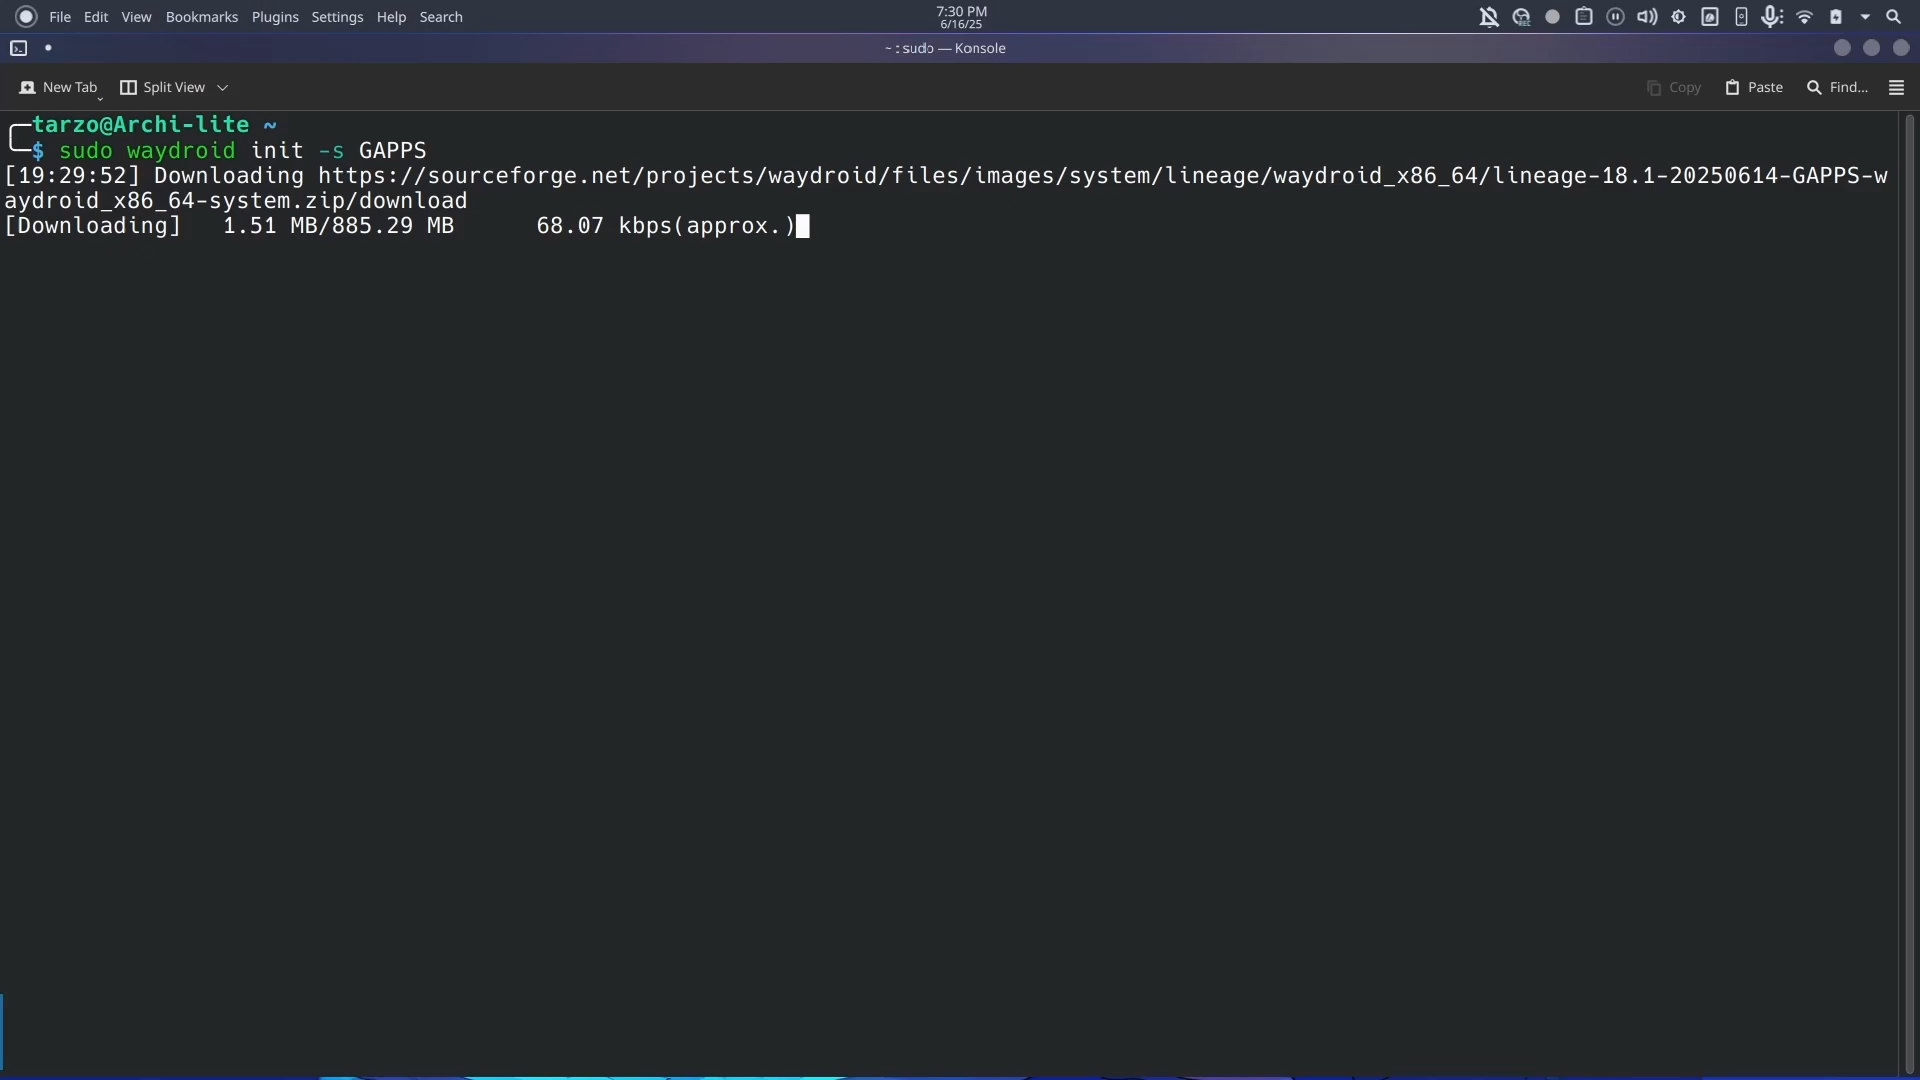 File Edit View Bookmarks Plugins Settings Help Search
7:30 PM
6/16/25
~ : sudo — Konsole
New Tab Split View Copy Paste Find...
tarzo@Archi-lite ~
$ sudo waydroid init -s GAPPS
[19:29:52] Downloading https://sourceforge.net/projects/waydroid/files/images/system/lineage/waydroid_x86_64/lineage-18.1-20250614-GAPPS-w
aydroid_x86_64-system.zip/download
[Downloading] 1.51 MB/885.29 MB 68.07 kbps(approx.)